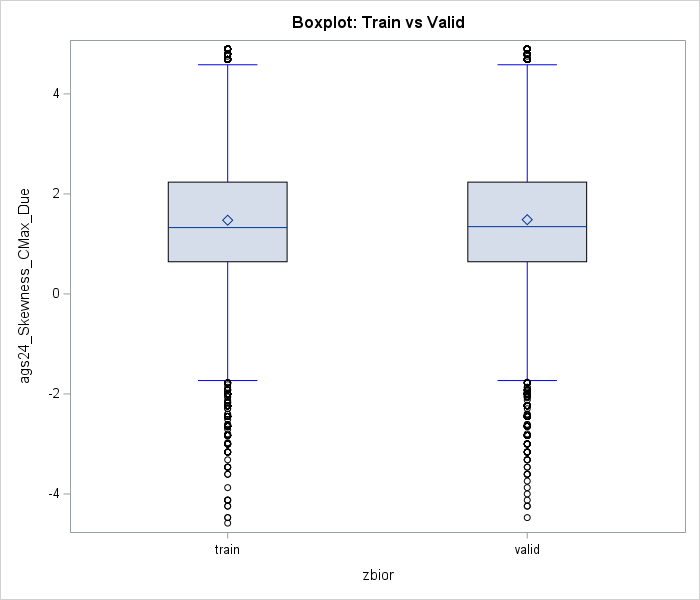 Boxplot: Train vs Valid
ags24_Skewness_CMax_Due
4
2
0
-2
-4
train
valid
zbior